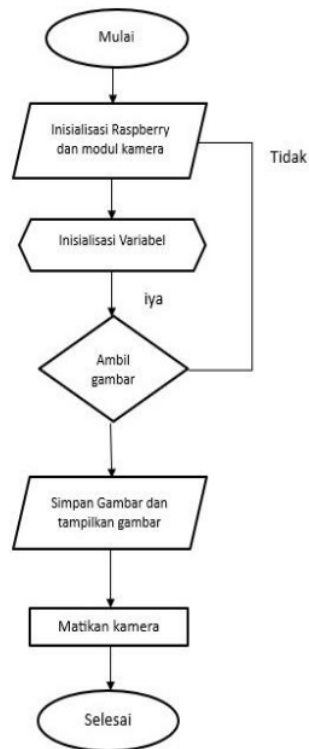 Mulai
Inisialisasi Raspberry
dan modul kamera
Tidak
Inisialisasi Variabel
iya
Ambil
gambar
Simpan Gambar dan
tampilkan gambar
Matikan kamera
Selesai